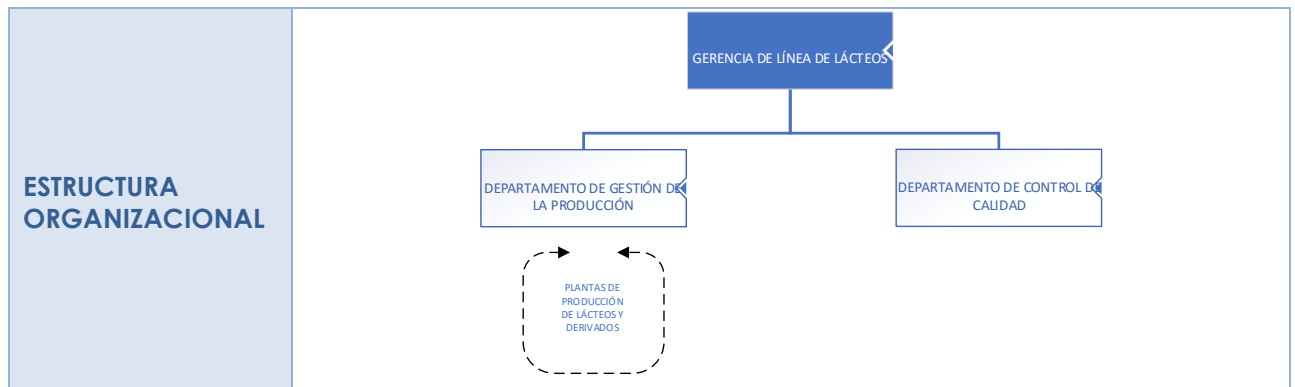 ESTRUCTURA
ORGANIZACIONAL
GERENCIA DE LÍNEA DE LÁCTEOS
DEPARTAMENTO DE GESTIÓN DE
LA PRODUCCIÓN
DEPARTAMENTO DE CONTROL DE
CALIDAD
PLANTAS DE
PRODUCCIÓN
DE LÁCTEOS Y
DERIVADOS